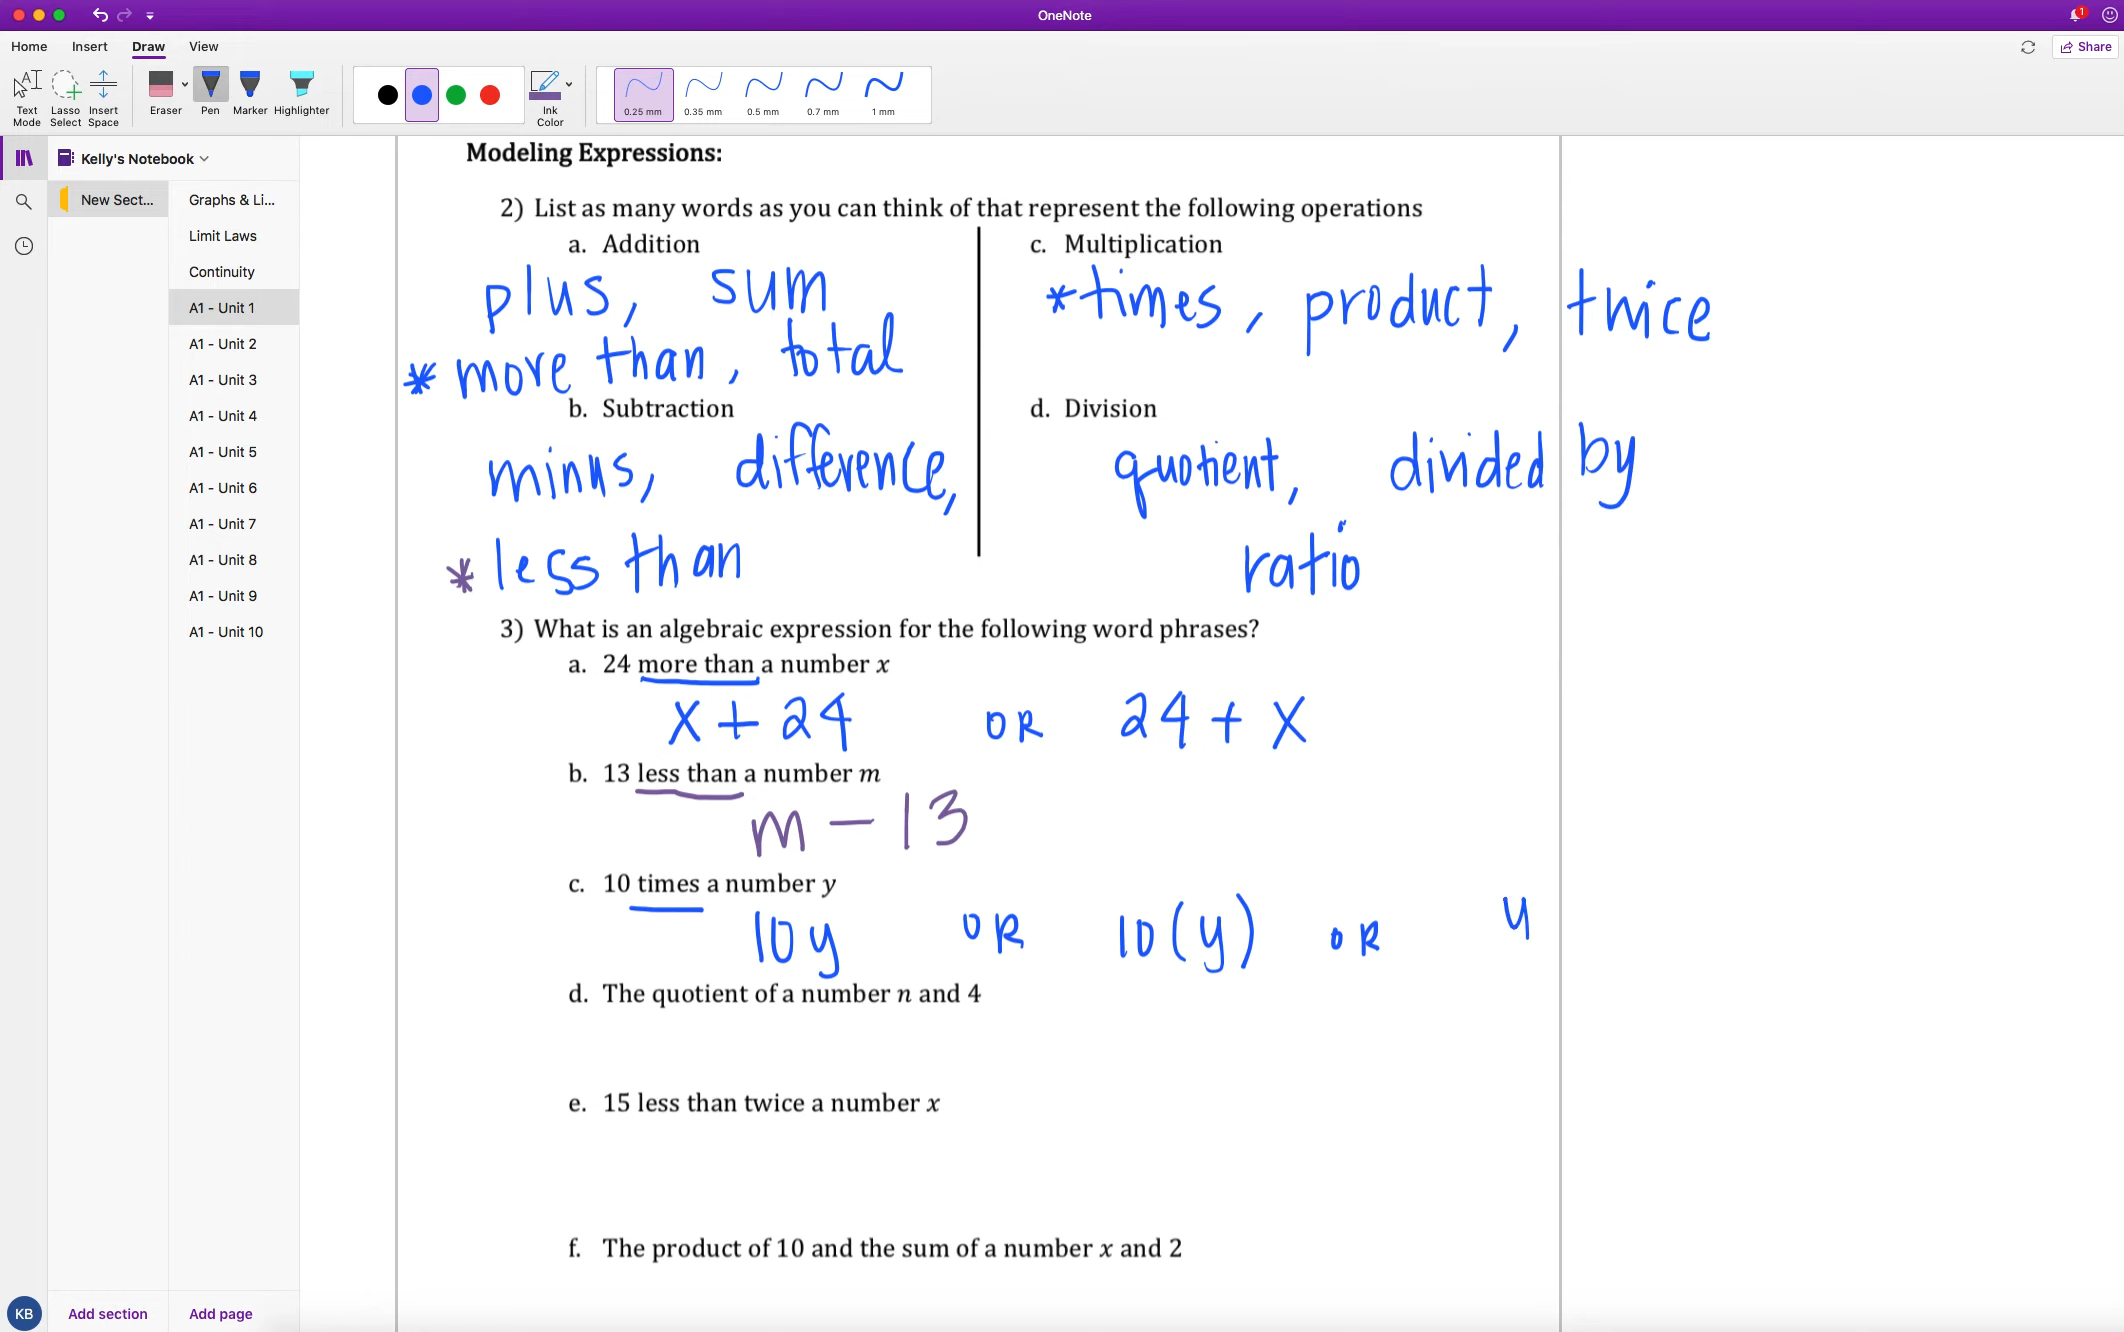 OneNote
1
Home Insert Draw View
Share
Text Mode
Lasso Select
Insert Space
Eraser
Pen
Marker
Highlighter
Ink Color
0.25 mm
0.35 mm
0.5 mm
0.7 mm
1 mm
Kelly's Notebook
New Sect...
Graphs & Li...
Limit Laws
Continuity
A1 - Unit 1
A1 - Unit 2
A1 - Unit 3
A1 - Unit 4
A1 - Unit 5
A1 - Unit 6
A1 - Unit 7
A1 - Unit 8
A1 - Unit 9
A1 - Unit 10
KB
Add section
Add page
Modeling Expressions:
2) List as many words as you can think of that represent the following operations
a. Addition
plus, sum
* more than, total
b. Subtraction
minus, difference,
* less than
c. Multiplication
*times, product, twice
d. Division
quotient, divided by
ratio
3) What is an algebraic expression for the following word phrases?
a. 24 more than a number x
x + 24 OR 24 + x
b. 13 less than a number m
m - 13
c. 10 times a number y
10y OR 10(y) OR y
d. The quotient of a number n and 4
e. 15 less than twice a number x
f. The product of 10 and the sum of a number x and 2